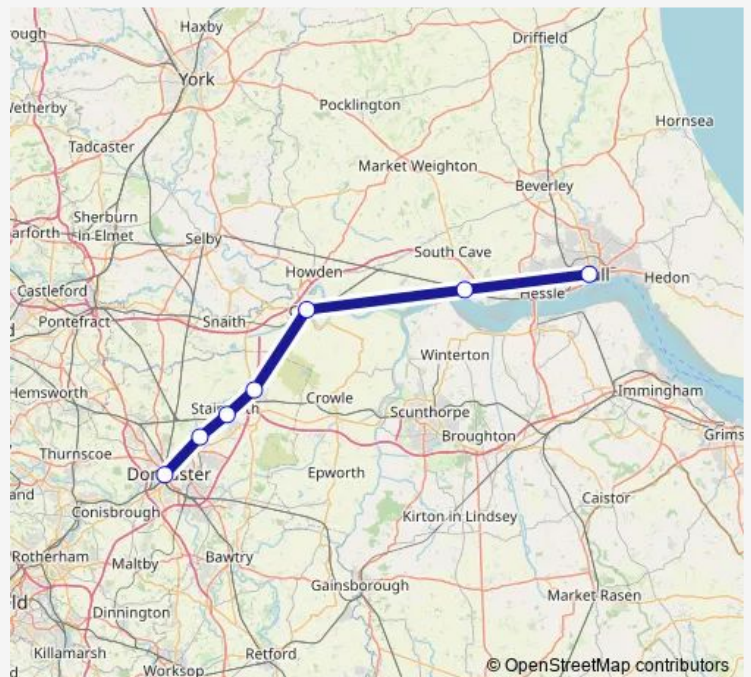 Haxby
Driffield
York
Pocklington
Hornsea
Tadcaster
Market Weighton
Beverley
Sherburn
in Elmet
Selby
South Cave
Howden
Hedon
Castleford
Hessle
Pontefract
Snaith
Winterton
Hemsworth
Crowle
Immingham
Scunthorpe
Broughton
Thurnscoe
Epworth
Caistor
Conisbrough
Kirton in Lindsey
Rotherham
Maltby
Bawtry
Gainsborough
Market Rasen
Dinnington
Killamarsh
Retford
Worksop
© OpenStreetMap contributors